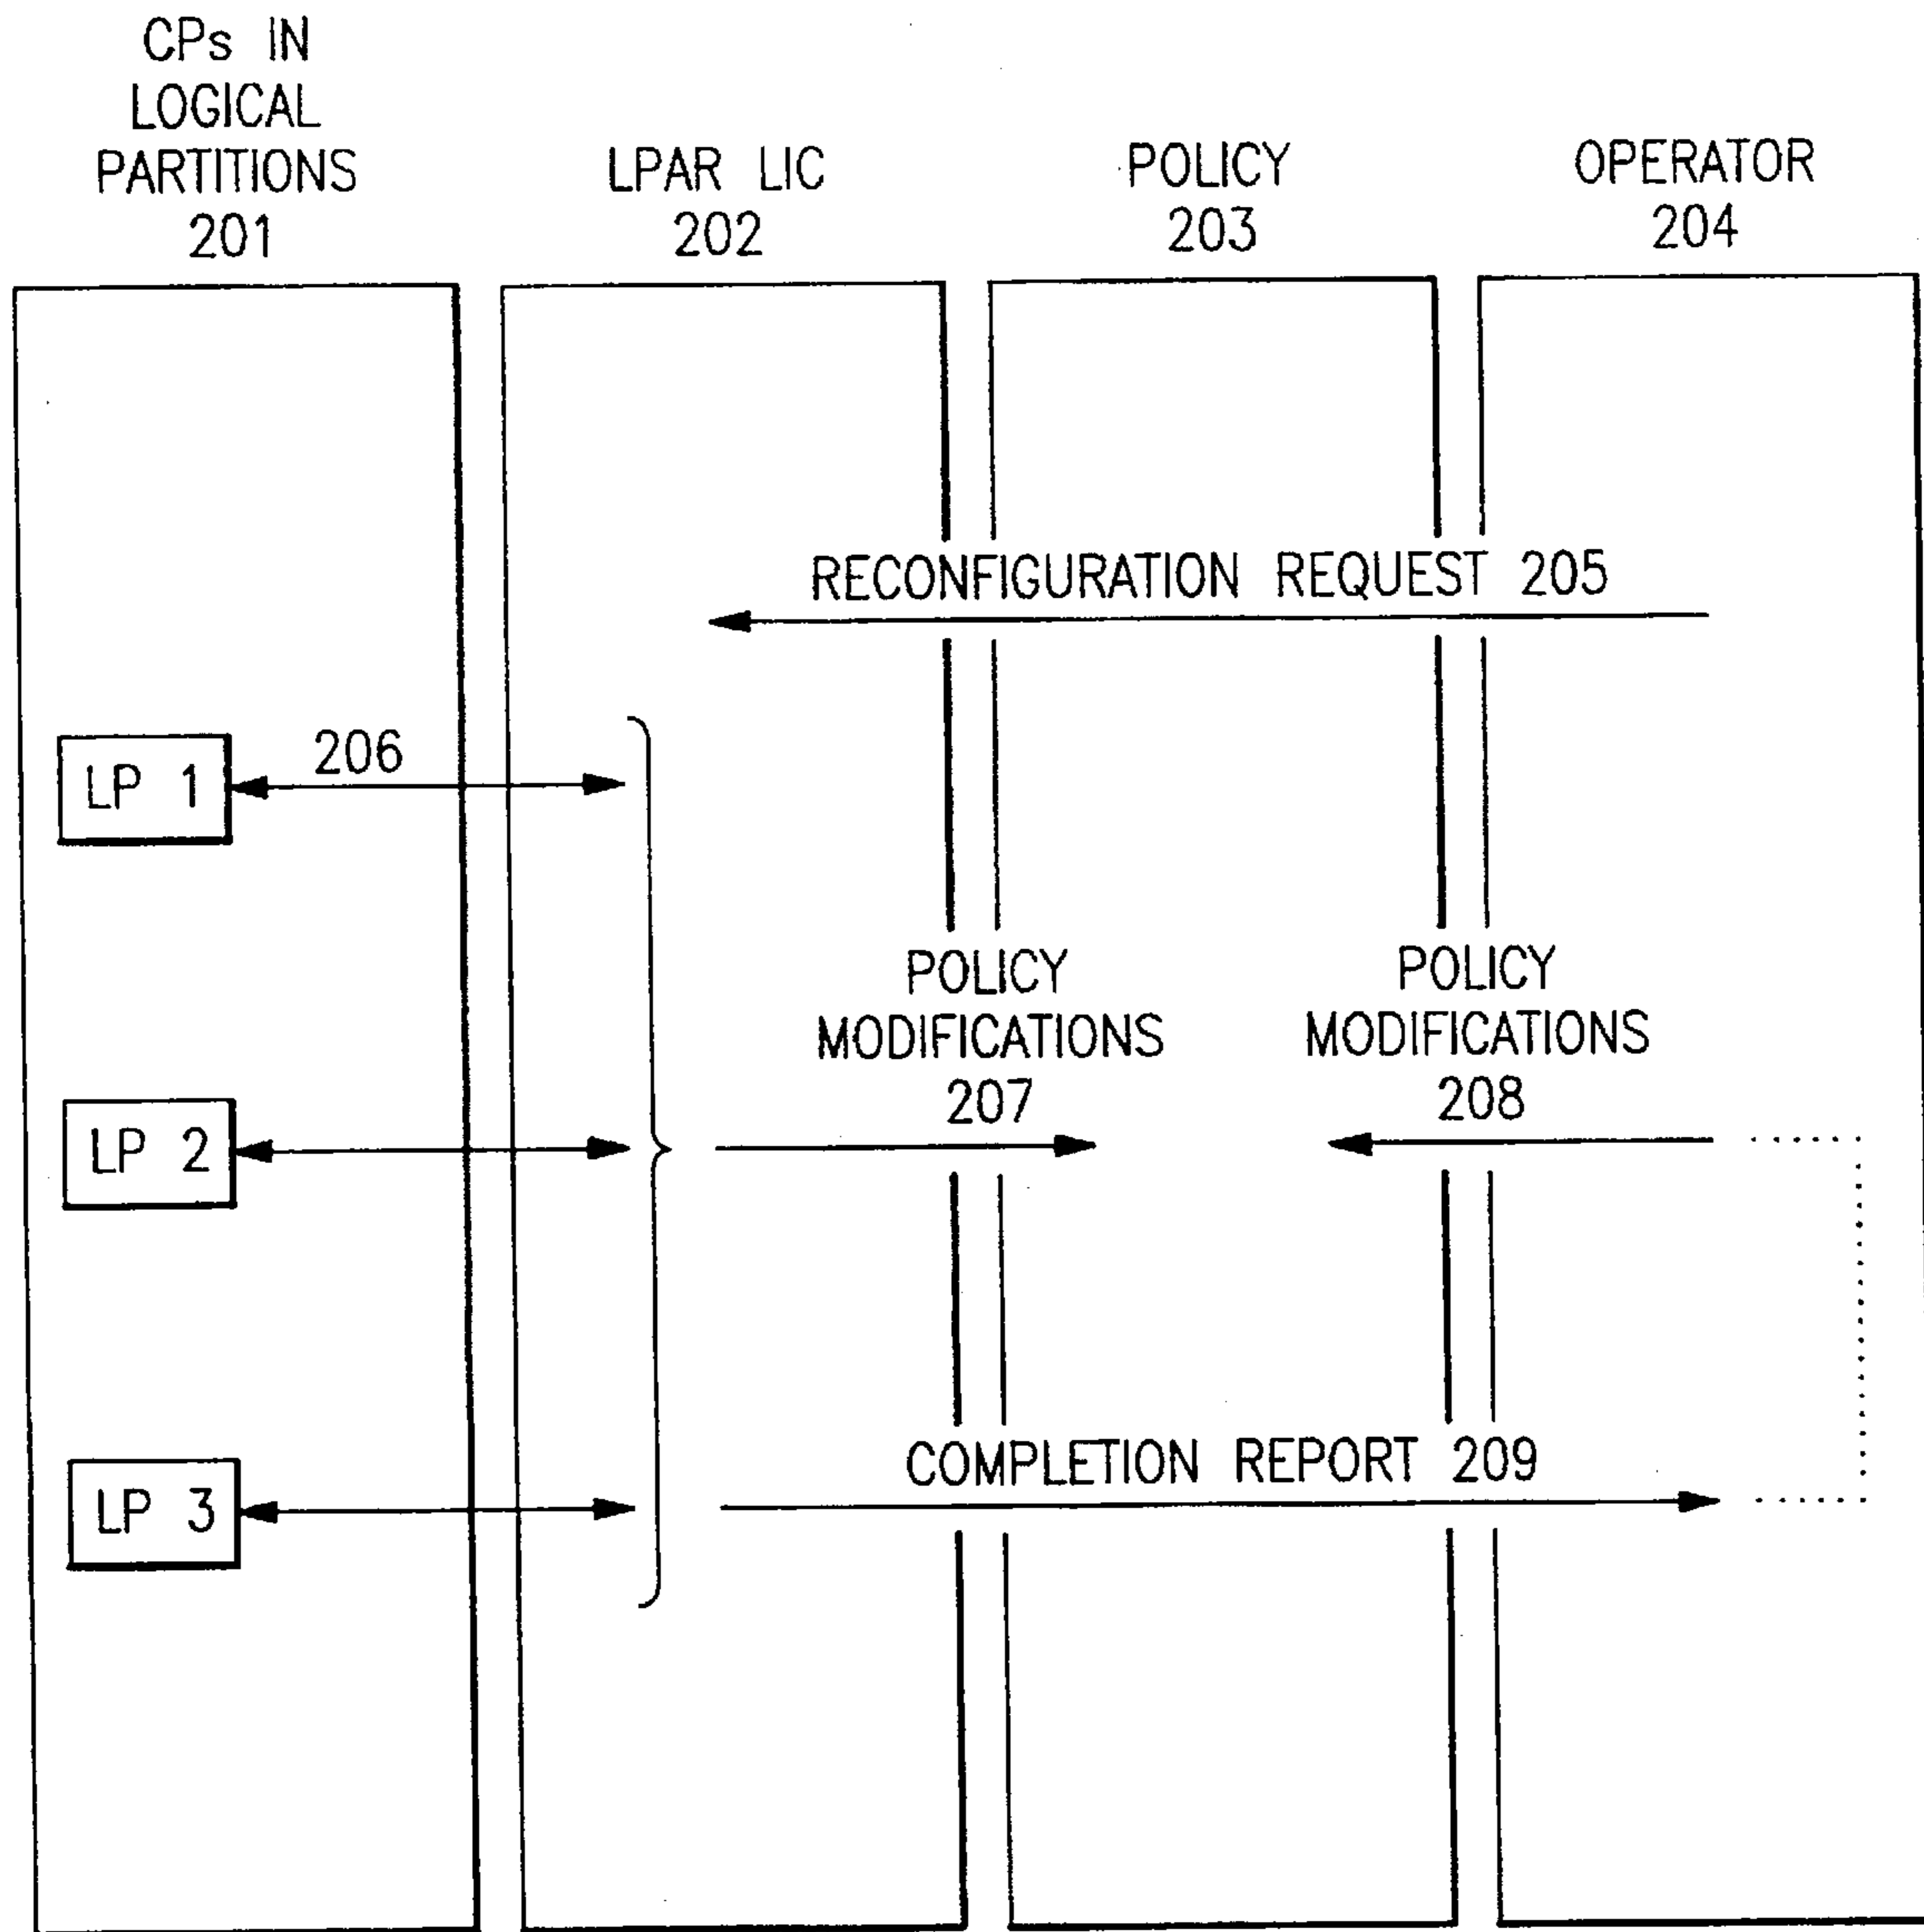 CPs IN
LOGICAL
PARTITIONS
201
LPAR LIC
202
POLICY
203
OPERATOR
204
RECONFIGURATION REQUEST 205
LP 1
206
POLICY
MODIFICATIONS
207
POLICY
MODIFICATIONS
208
LP 2
COMPLETION REPORT 209
LP 3